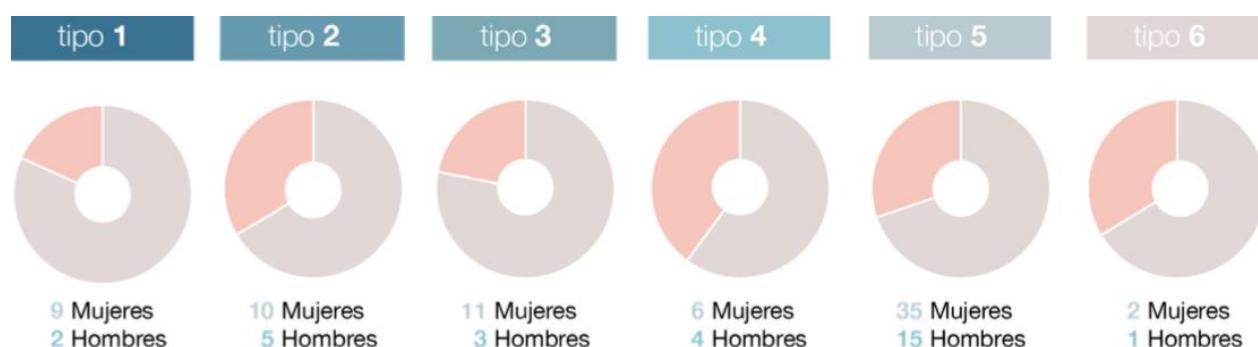 tipo 1
tipo 2
tipo 3
tipo 4
tipo 5
tipo 6
9 Mujeres
2 Hombres
10 Mujeres
5 Hombres
11 Mujeres
3 Hombres
6 Mujeres
4 Hombres
35 Mujeres
15 Hombres
2 Mujeres
1 Hombres